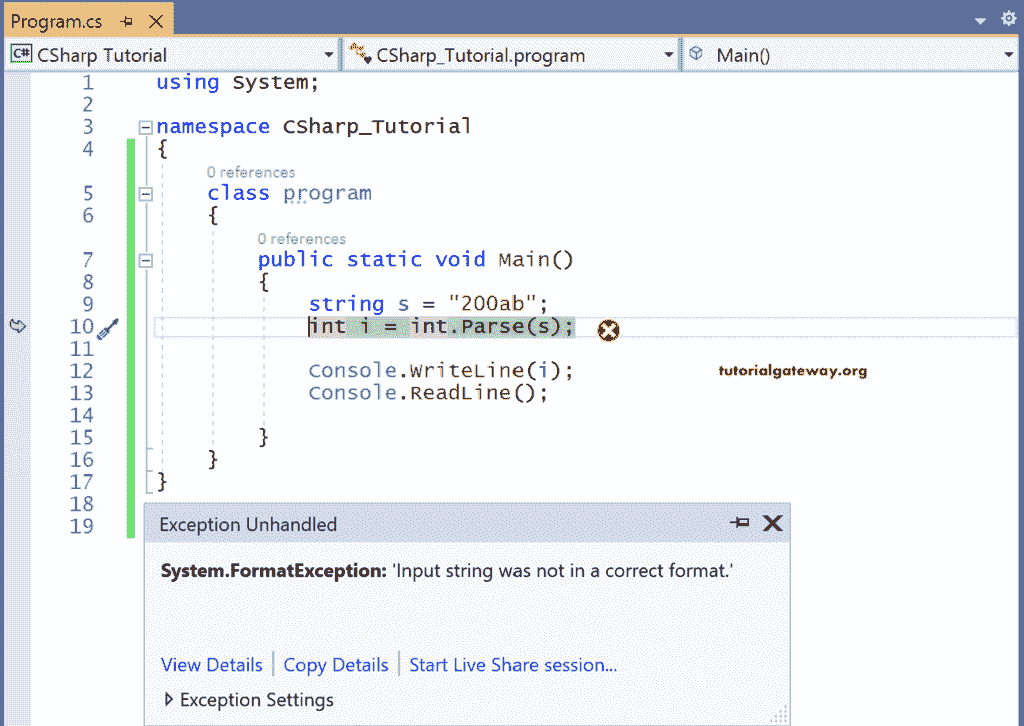 Program.cs
C# CSharp Tutorial CSharp_Tutorial.program Main()
1 using System;
2
3 namespace CSharp_Tutorial
4 {
0 references
5 class program
6 {
0 references
7 public static void Main()
8 {
9 string s = "200ab";
10 int i = int.Parse(s);
11
12 Console.WriteLine(i); tutorialgateway.org
13 Console.ReadLine();
14
15 }
16 }
17 }
18
19
Exception Unhandled
System.FormatException: 'Input string was not in a correct format.'
View Details Copy Details Start Live Share session...
Exception Settings